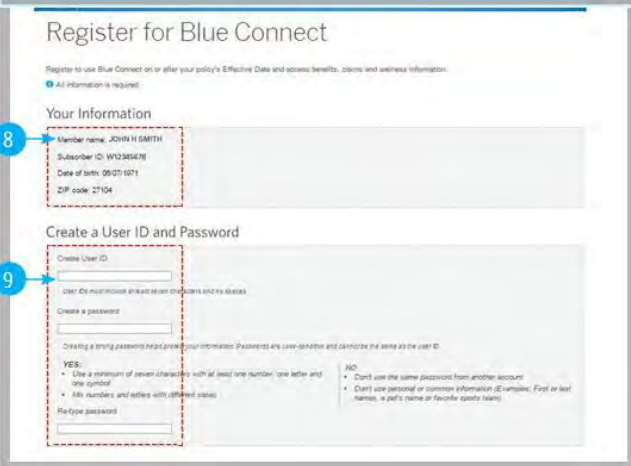 Register for Blue Connect
Register to use Blue Connect on or after your policy's Effective Date and access benefits, claims and wellness information.
All information is required
Your Information
8
Member name: JOHN H SMITH
Subscriber ID: W12345678
Date of birth: 06/07/1971
ZIP code: 27104
Create a User ID and Password
9
Create User ID
User IDs must include at least seven characters and no spaces.
Create a password
Creating a strong password helps protect your information. Passwords are case-sensitive and cannot be the same as the user ID.
YES:
• Use a minimum of seven characters with at least one number, one letter and
one symbol
• Mix numbers and letters with different cases
NO
• Don't use the same password from another account
• Don't use personal or common information (Examples: First or last
names, a pet's name or favorite sports team)
Re-type password